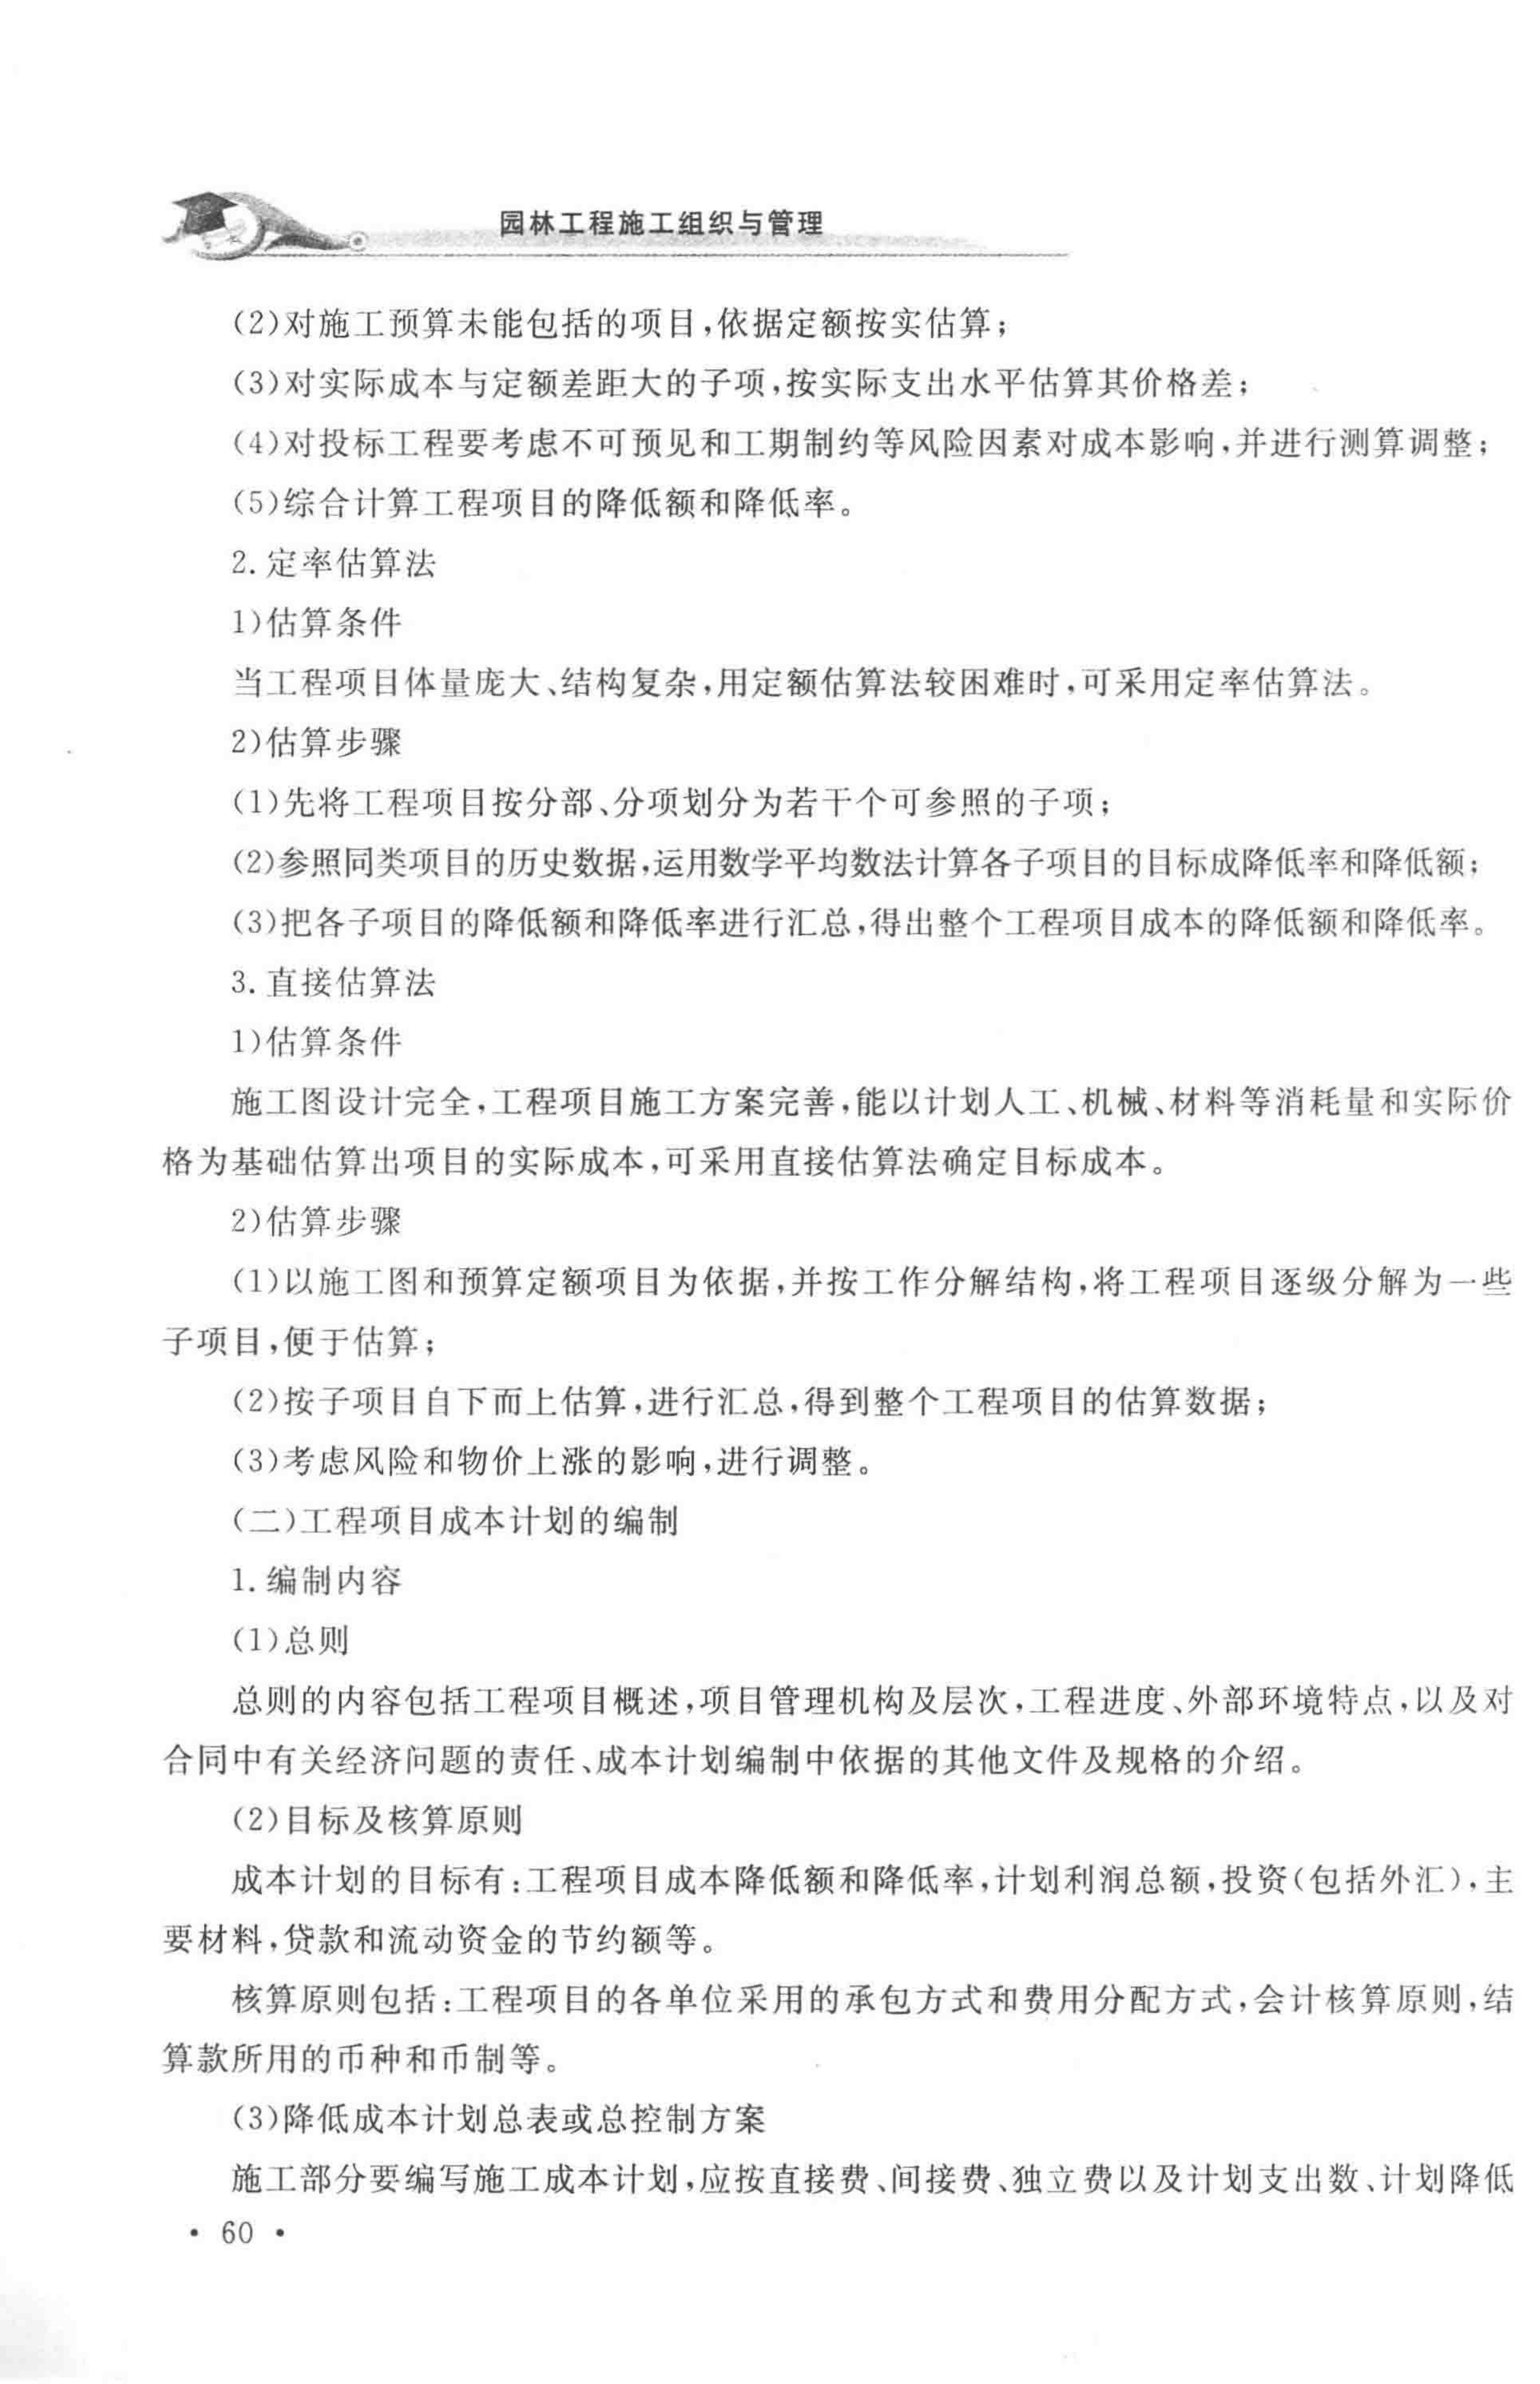 园林工程施工组织与管理
(2)对施工预算未能包括的项目,依据定额按实估算;
(3)对实际成本与定额差距大的子项,按实际支出水平估算其价格差;
(4)对投标工程要考虑不可预见和工期制约等风险因素对成本影响,并进行测算调整;
(5)综合计算工程项目的降低额和降低率。
2. 定率估算法
1)估算条件
当工程项目体量庞大、结构复杂,用定额估算法较困难时,可采用定率估算法。
2)估算步骤
(1)先将工程项目按分部、分项划分为若干个可参照的子项;
(2)参照同类项目的历史数据,运用数学平均数法计算各子项目的目标成降低率和降低额;
(3)把各子项目的降低额和降低率进行汇总,得出整个工程项目成本的降低额和降低率。
3. 直接估算法
1)估算条件
施工图设计完全,工程项目施工方案完善,能以计划人工、机械、材料等消耗量和实际价
格为基础估算出项目的实际成本,可采用直接估算法确定目标成本。
2)估算步骤
(1)以施工图和预算定额项目为依据,并按工作分解结构,将工程项目逐级分解为一些
子项目,便于估算;
(2)按子项目自下而上估算,进行汇总,得到整个工程项目的估算数据;
(3)考虑风险和物价上涨的影响,进行调整。
(二)工程项目成本计划的编制
1. 编制内容
(1)总则
总则的内容包括工程项目概述,项目管理机构及层次,工程进度、外部环境特点,以及对
合同中有关经济问题的责任、成本计划编制中依据的其他文件及规格的介绍。
(2)目标及核算原则
成本计划的目标有:工程项目成本降低额和降低率,计划利润总额,投资(包括外汇),主
要材料,贷款和流动资金的节约额等。
核算原则包括:工程项目的各单位采用的承包方式和费用分配方式,会计核算原则,结
算款所用的币种和币制等。
(3)降低成本计划总表或总控制方案
施工部分要编写施工成本计划,应按直接费、间接费、独立费以及计划支出数、计划降低
• 60 •